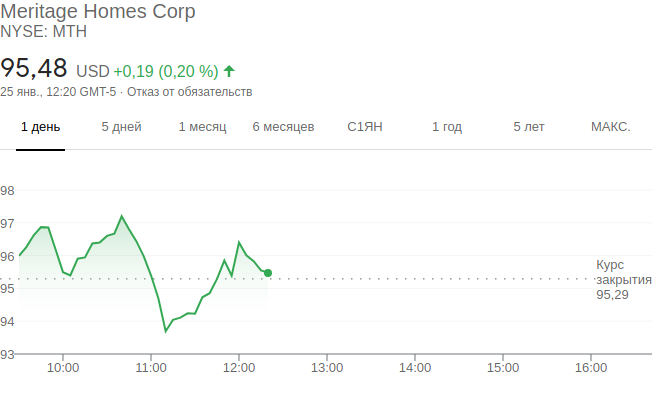 Meritage Homes Corp
NYSE: MTH
95,48 USD +0,19 (0,20 %)
25 янв., 12:20 GMT-5 · Отказ от обязательств
1 день 5 дней 1 месяц 6 месяцев С1ЯН 1 год 5 лет МАКС.
98
97
96
95
94
93
Курс
закрытия
95,29
10:00 11:00 12:00 13:00 14:00 15:00 16:00